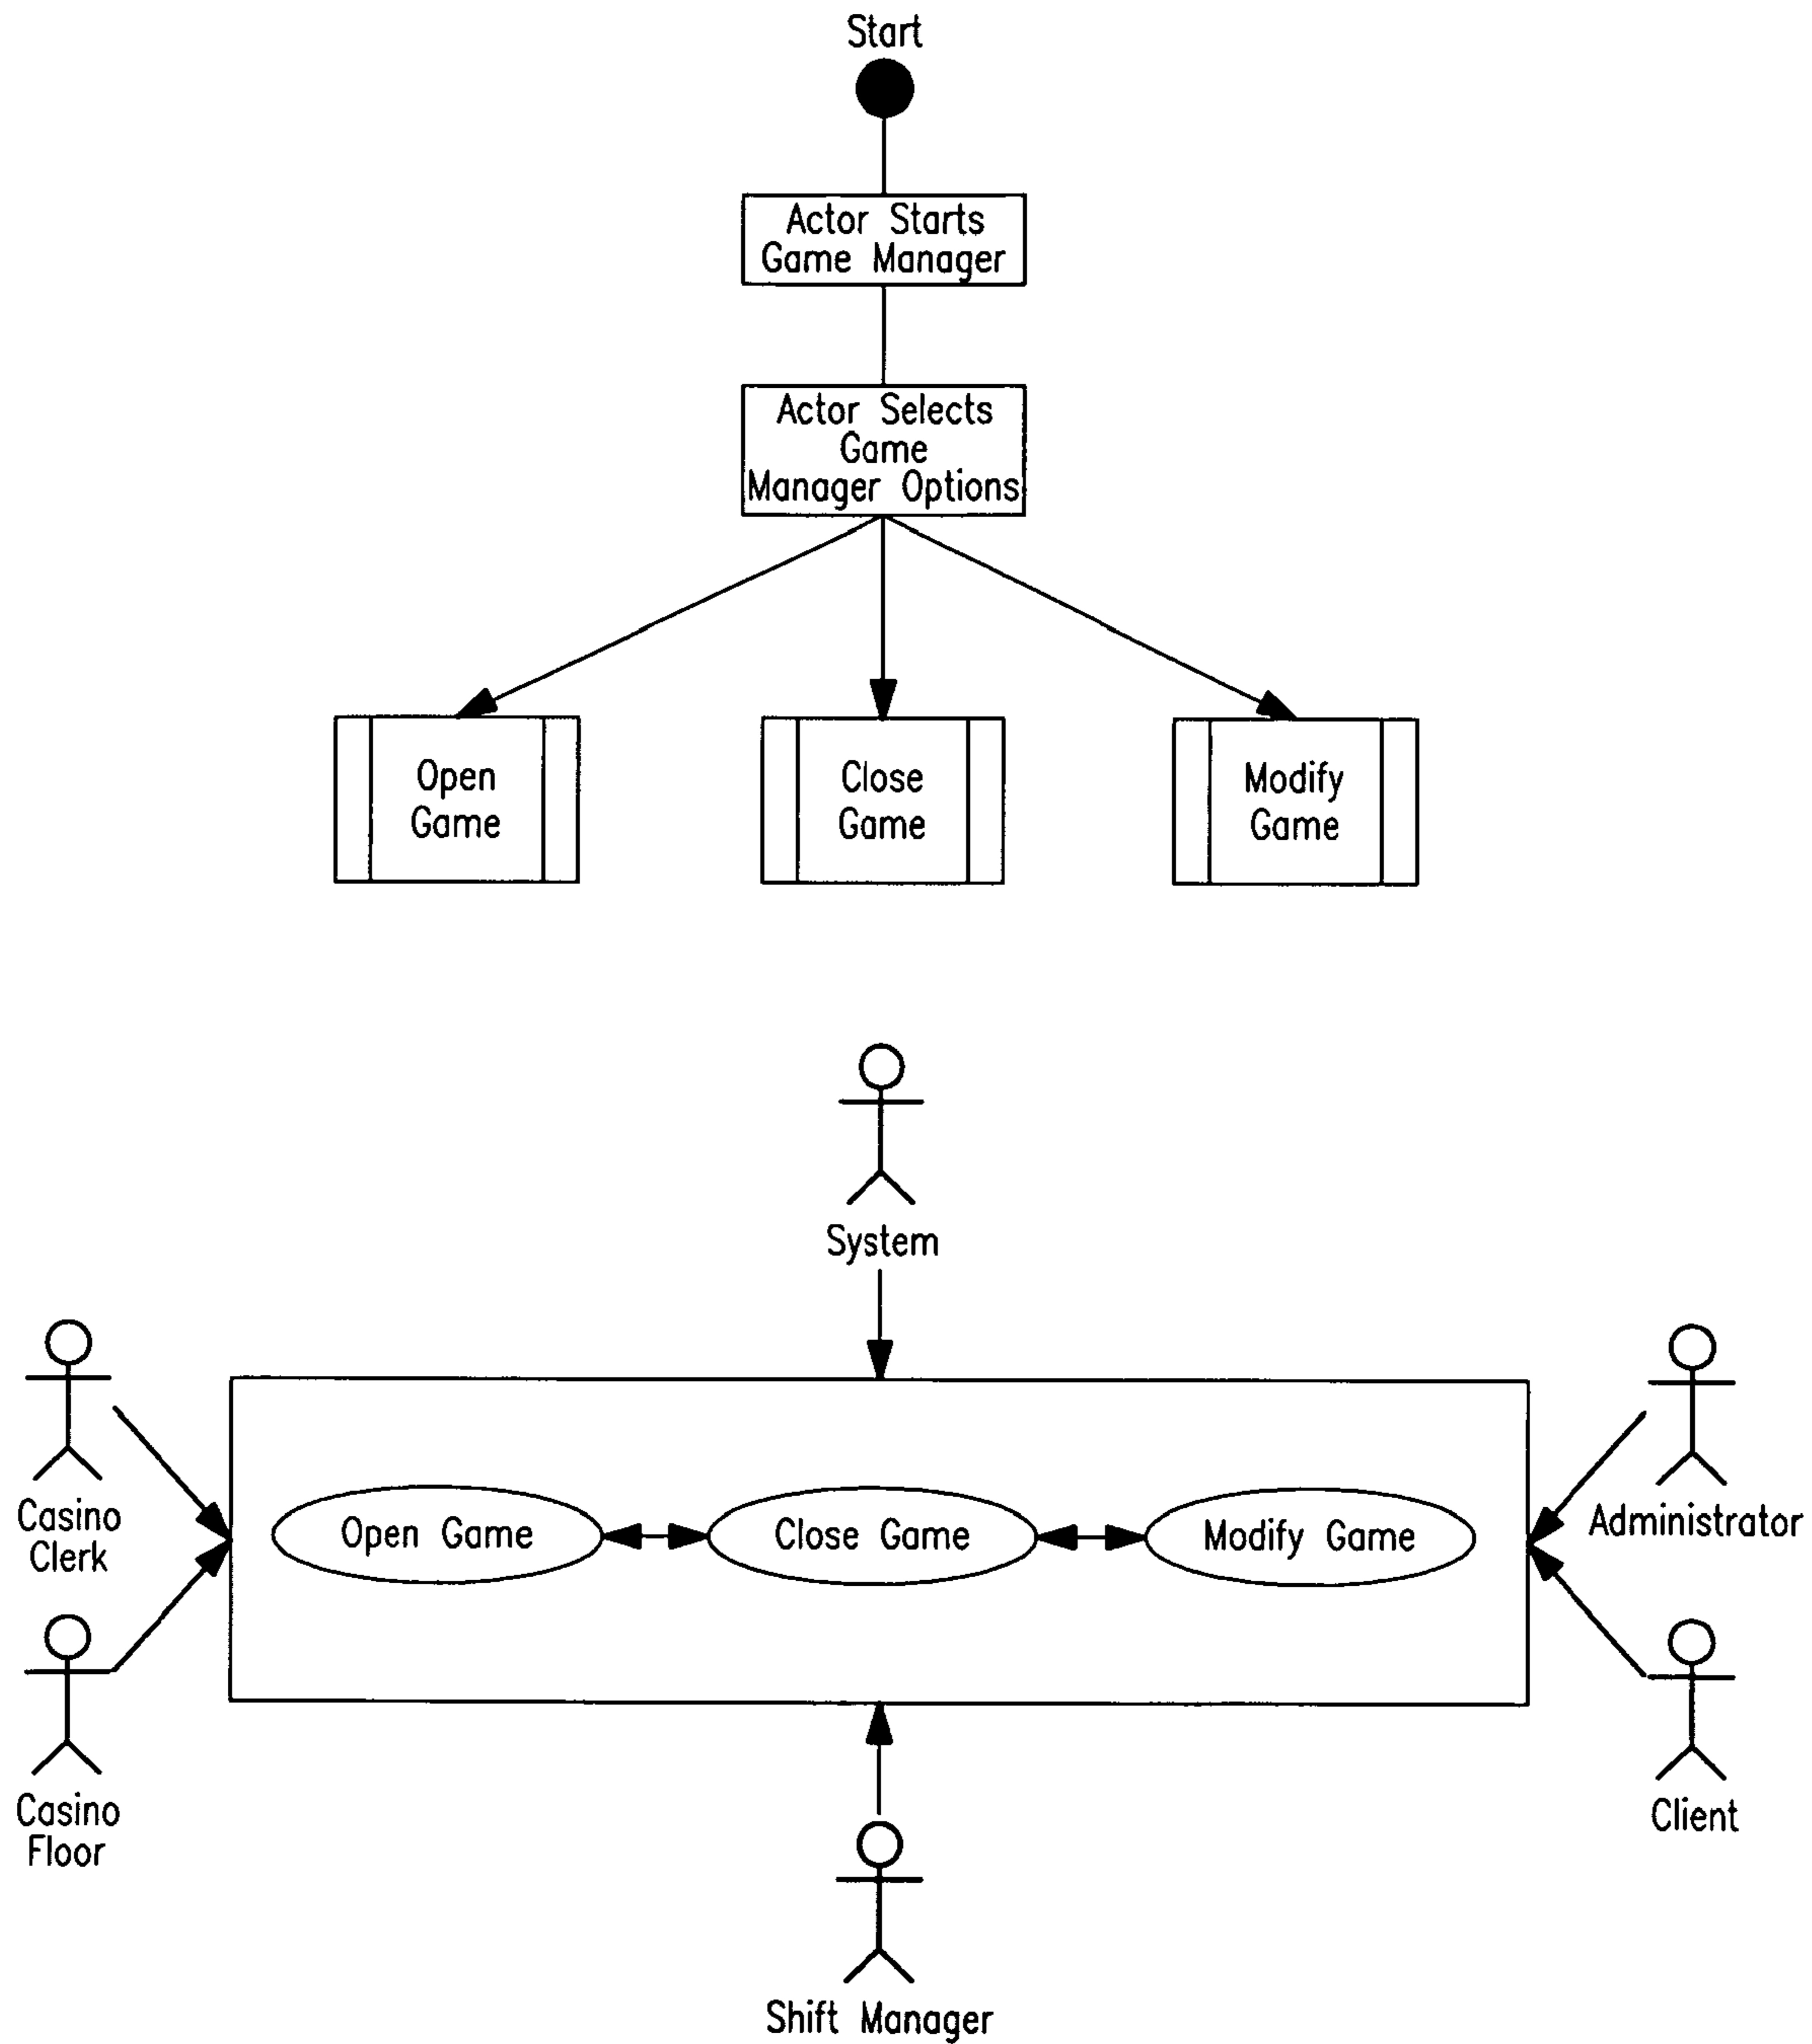 Start
Actor Starts
Game Manager
Actor Selects
Game
Manager Options
Open
Game
Close
Game
Modify
Game
System
Casino
Clerk
Administrator
Open Game
Close Game
Modify Game
Casino
Floor
Client
Shift Manager